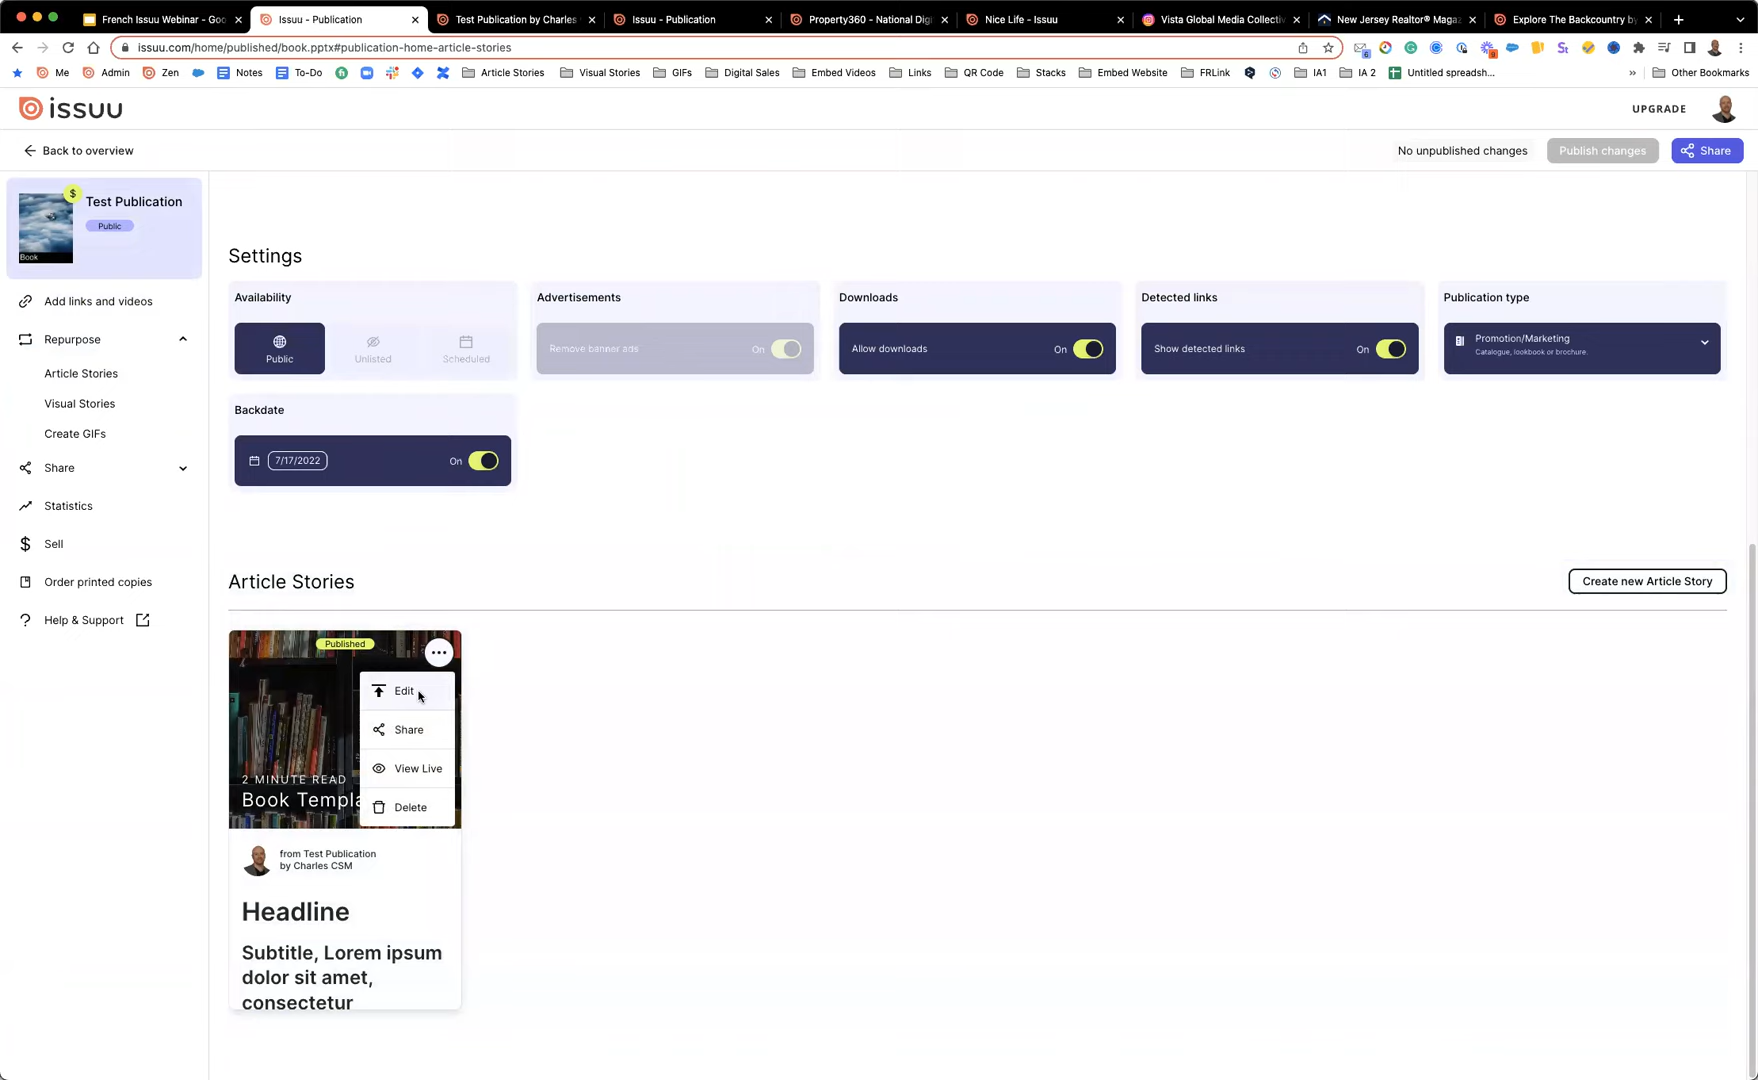 French Issuu Webinar - Goo
Issuu - Publication
Test Publication by Charles
Issuu - Publication
Property360 - National Digi
Nice Life - Issuu
Vista Global Media Collectiv
New Jersey Realtor® Magaz
Explore The Backcountry by
issuu.com/home/published/book.pptx#publication-home-article-stories
Me
Admin
Zen
Notes
To-Do
Article Stories
Visual Stories
GIFs
Digital Sales
Embed Videos
Links
QR Code
Stacks
Embed Website
FRLink
IA1
IA 2
Untitled spreadsh...
Other Bookmarks
issuu
UPGRADE
Back to overview
No unpublished changes
Publish changes
Share
$
Test Publication
Public
Book
Add links and videos
Repurpose
Article Stories
Visual Stories
Create GIFs
Share
Statistics
Sell
Order printed copies
Help & Support
Settings
Availability
Public
Unlisted
Scheduled
Advertisements
Remove banner ads
On
Downloads
Allow downloads
On
Detected links
Show detected links
On
Publication type
Promotion/Marketing
Catalogue, lookbook or brochure.
Backdate
7/17/2022
On
Article Stories
Create new Article Story
Published
Edit
Share
View Live
Delete
2 MINUTE READ
Book Templa
from Test Publication
by Charles CSM
Headline
Subtitle, Lorem ipsum
dolor sit amet,
consectetur